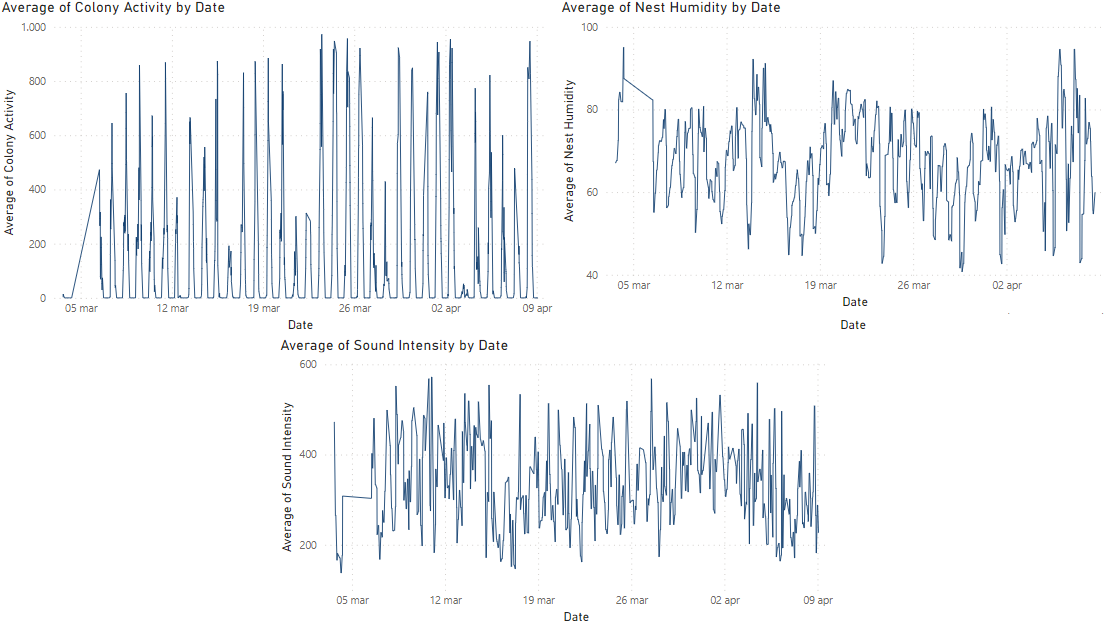 Average of Colony Activity by Date
Average of Nest Humidity by Date
1.000
800
600
400
200
0
Average of Colony Activity
05 mar
12 mar
19 mar
26 mar
02 apr
09 apr
Date
100
80
60
40
Average of Nest Humidity
05 mar
12 mar
19 mar
26 mar
02 apr
Date
Date
Average of Sound Intensity by Date
600
400
200
Average of Sound Intensity
05 mar
12 mar
19 mar
26 mar
02 apr
09 apr
Date